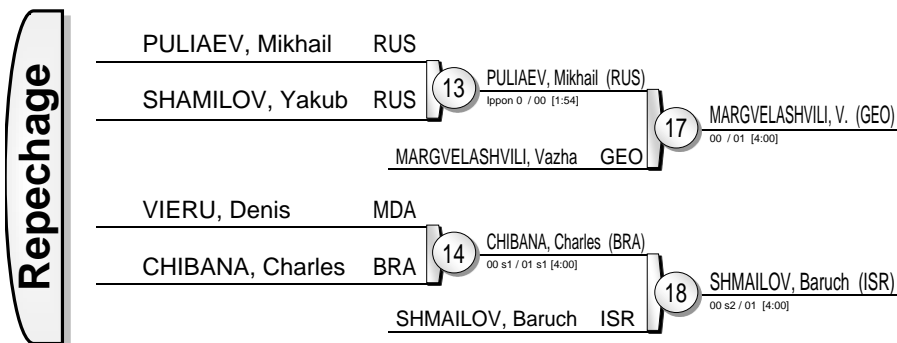 Repechage
PULIAEV, Mikhail RUS
SHAMILOV, Yakub RUS
13
PULIAEV, Mikhail (RUS)
Ippon 0 / 00 [1:54]
MARGVELASHVILI, Vazha GEO
17
MARGVELASHVILI, V. (GEO)
00 / 01 [4:00]
VIERU, Denis MDA
CHIBANA, Charles BRA
14
CHIBANA, Charles (BRA)
00 s1 / 01 s1 [4:00]
SHMAILOV, Baruch ISR
18
SHMAILOV, Baruch (ISR)
00 s2 / 01 [4:00]